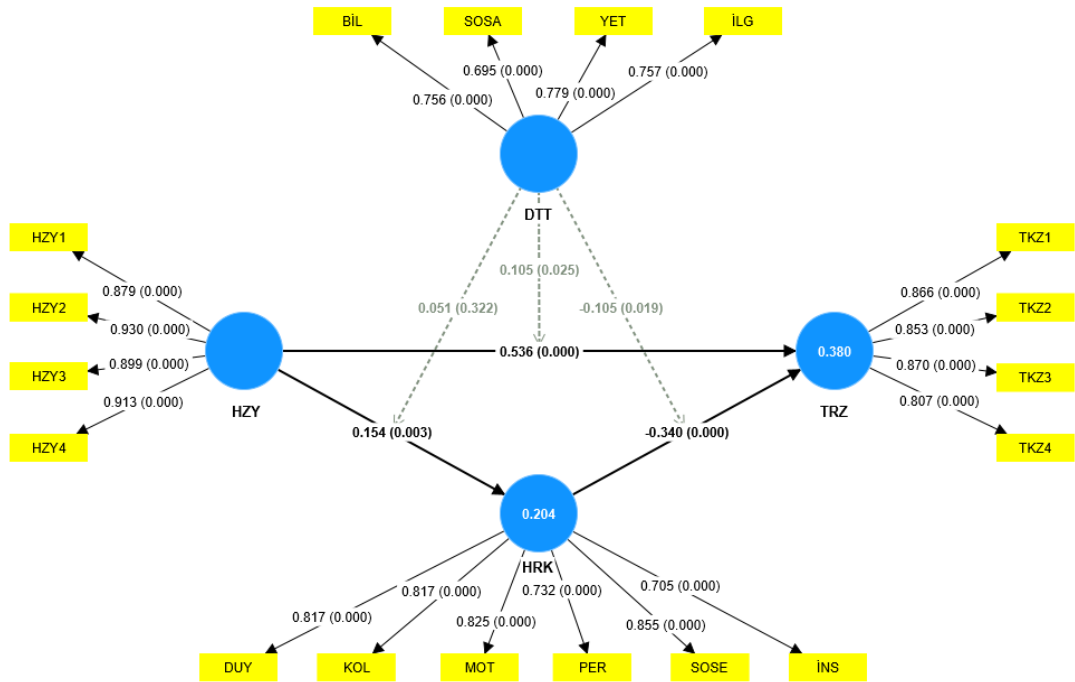 BİL
SOSA
YET
İLG
0.756 (0.000)
0.695 (0.000)
0.779 (0.000)
0.757 (0.000)
DTT
HZY1
HZY2
HZY3
HZY4
0.879 (0.000)
0.930 (0.000)
0.899 (0.000)
0.913 (0.000)
HZY
0.051 (0.322)
0.105 (0.025)
-0.105 (0.019)
0.536 (0.000)
0.154 (0.003)
-0.340 (0.000)
0.380
TRZ
TKZ1
TKZ2
TKZ3
TKZ4
0.866 (0.000)
0.853 (0.000)
0.870 (0.000)
0.807 (0.000)
0.204
HRK
0.817 (0.000)
0.817 (0.000)
0.825 (0.000)
0.732 (0.000)
0.855 (0.000)
0.705 (0.000)
DUY
KOL
MOT
PER
SOSE
İNS